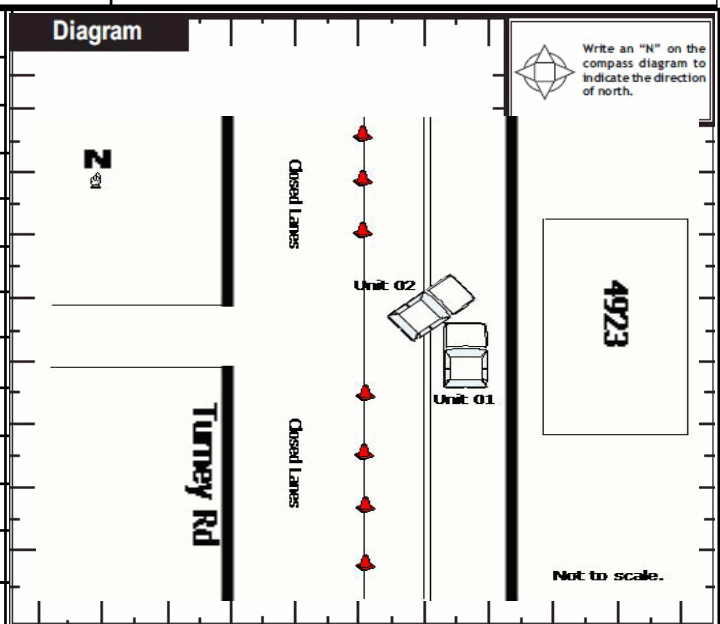 Diagram
Write an “N” on the
compass diagram to
indicate the direction
of north.
N
Closed Lanes
Unit 02
4923
Unit 01
Turney Rd
Closed Lanes
Not to scale.